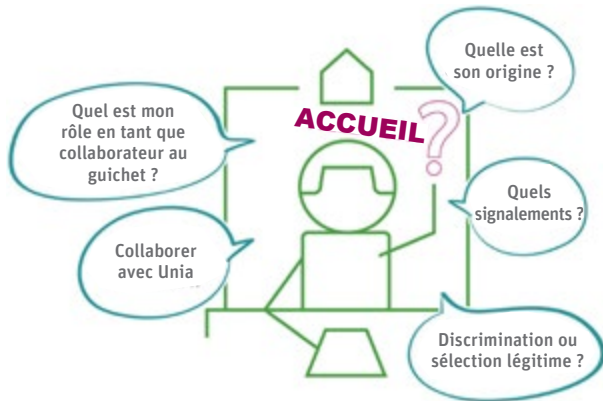 Quelle est
son origine ?
Quel est mon
rôle en tant que
collaborateur au
guichet ?
ACCUEIL
?
Quels
signalements ?
Collaborer
avec Unia
Discrimination ou
sélection légitime ?